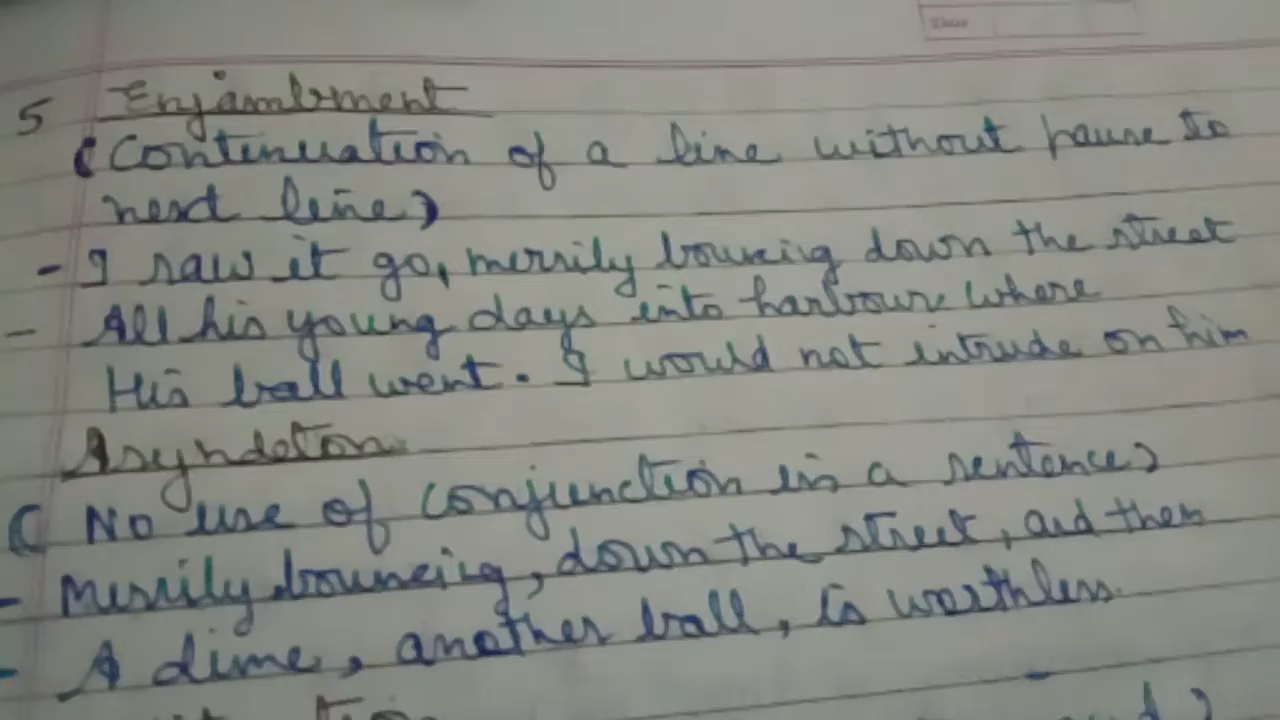 Date
5 Enjambment
(Continuation of a line without pause to
next line)
- I saw it go, merrily bouncing down the street
- All his young days into harbour where
His ball went. I would not intrude on him
Asyndeton
( No use of conjunction in a sentence)
- Merrily bouncing, down the street, and then
- A dime, another ball, is worthless.